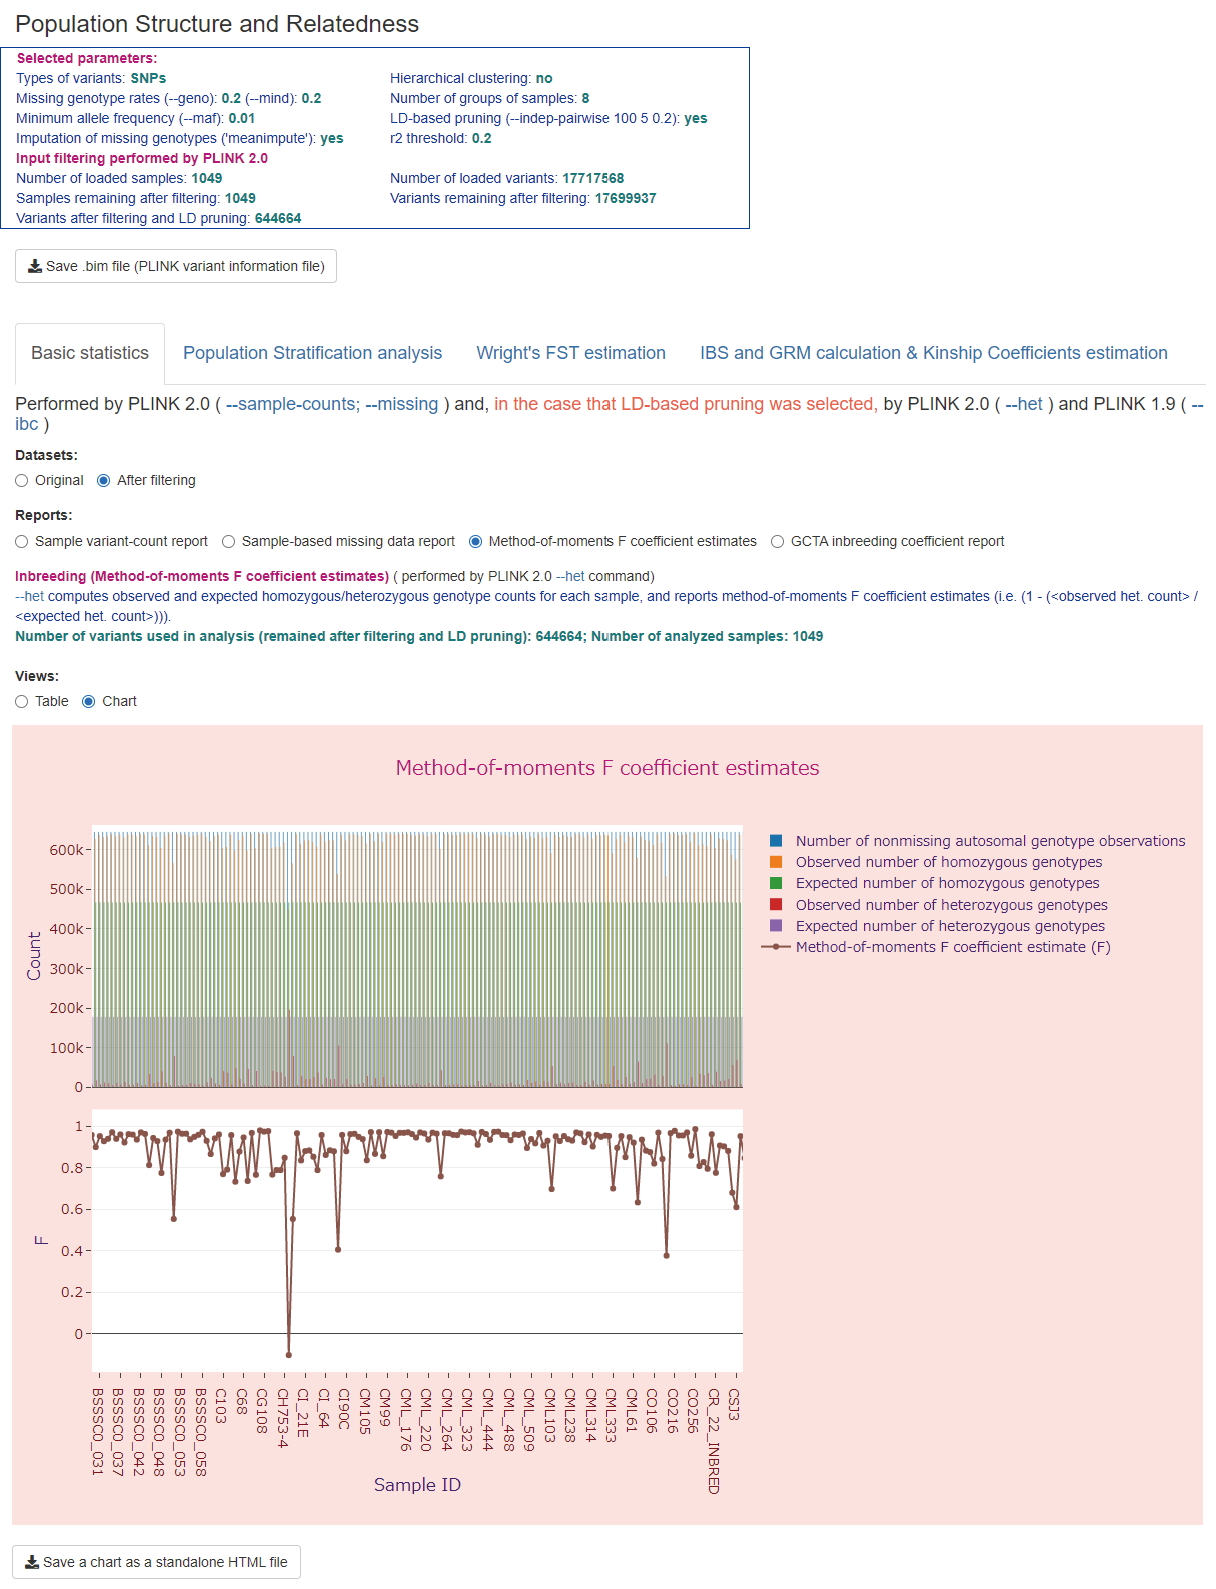 Population Structure and Relatedness
Selected parameters:
Types of variants: SNPs
Hierarchical clustering: no
Missing genotype rates (--geno): 0.2 (--mind): 0.2
Number of groups of samples: 8
Minimum allele frequency (--maf): 0.01
LD-based pruning (--indep-pairwise 100 5 0.2): yes
Imputation of missing genotypes ('meanimpute'): yes
r2 threshold: 0.2
Input filtering performed by PLINK 2.0
Number of loaded samples: 1049
Number of loaded variants: 17717568
Samples remaining after filtering: 1049
Variants remaining after filtering: 17699937
Variants after filtering and LD pruning: 644664
Save .bim file (PLINK variant information file)
Basic statistics
Population Stratification analysis
Wright's FST estimation
IBS and GRM calculation & Kinship Coefficients estimation
Performed by PLINK 2.0 ( --sample-counts; --missing ) and, in the case that LD-based pruning was selected, by PLINK 2.0 ( --het ) and PLINK 1.9 ( --
ibc )
Datasets:
Original After filtering
Reports:
Sample variant-count report Sample-based missing data report Method-of-moments F coefficient estimates GCTA inbreeding coefficient report
Inbreeding (Method-of-moments F coefficient estimates) ( performed by PLINK 2.0 --het command)
--het computes observed and expected homozygous/heterozygous genotype counts for each sample, and reports method-of-moments F coefficient estimates (i.e. (1 - (<observed het. count> /
<expected het. count>))).
Number of variants used in analysis (remained after filtering and LD pruning): 644664; Number of analyzed samples: 1049
Views:
Table Chart
Method-of-moments F coefficient estimates
Number of nonmissing autosomal genotype observations
Observed number of homozygous genotypes
Expected number of homozygous genotypes
Observed number of heterozygous genotypes
Expected number of heterozygous genotypes
Method-of-moments F coefficient estimate (F)
Count
600k
500k
400k
300k
200k
100k
0
F
1
0.8
0.6
0.4
0.2
0
BSSSC0_031
BSSSC0_037
BSSSC0_042
BSSSC0_048
BSSSC0_053
BSSSC0_058
C103
C68
CG108
CH753-4
CI_21E
CI_64
CI90C
CM105
CM99
CML_176
CML_220
CML_264
CML_323
CML_444
CML_488
CML_509
CML103
CML238
CML314
CML333
CML61
CO106
CO216
CO256
CR_22_INBRED
CSJ3
Sample ID
Save a chart as a standalone HTML file